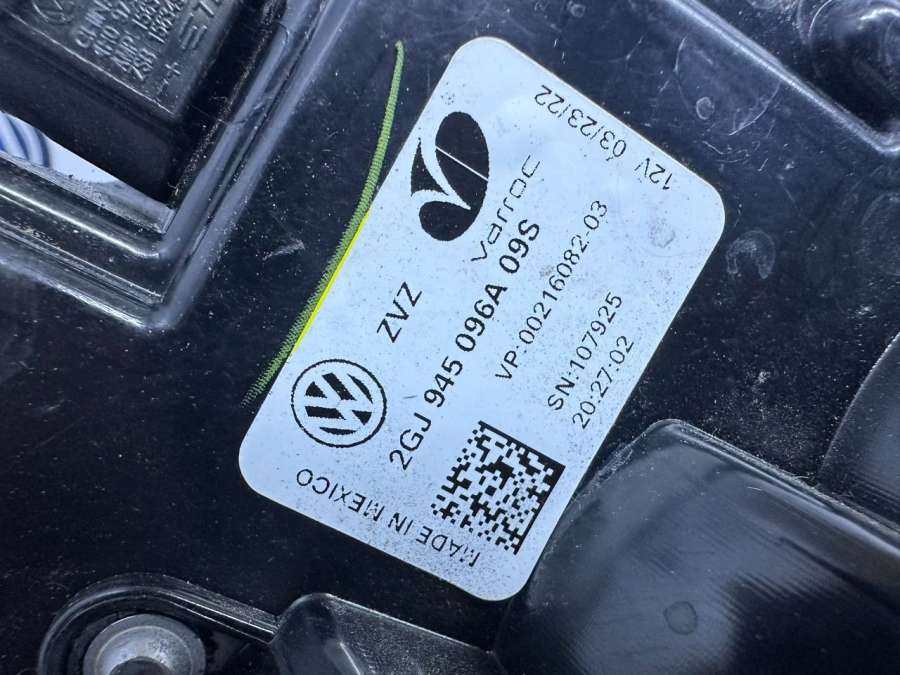 varroc
12V 03/23/22
ZVZ
2GJ 945 096A 09S
VP:00216082-03
SN:107925
20:27:02
MADE IN MEXICO